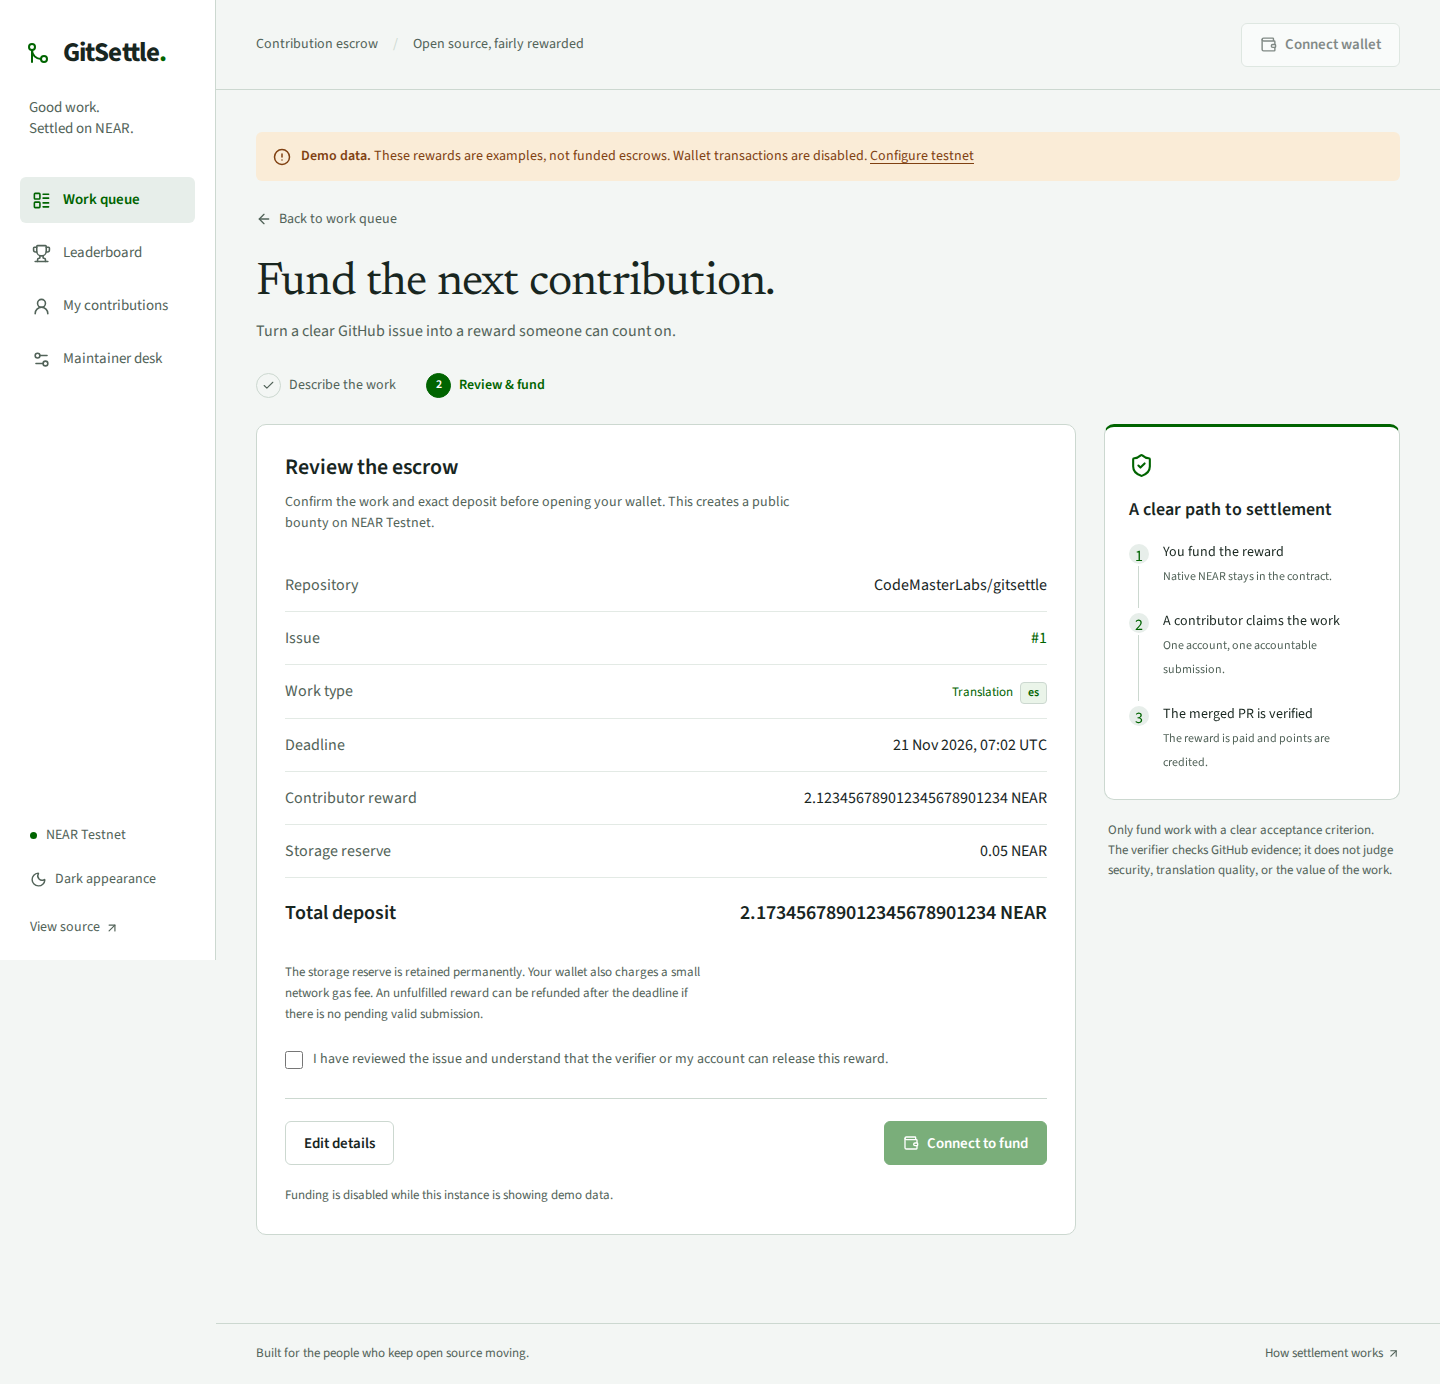 GitSettle.
Good work.
Settled on NEAR.
Work queue
Leaderboard
My contributions
Maintainer desk
NEAR Testnet
Dark appearance
View source
Contribution escrow / Open source, fairly rewarded
Connect wallet
Demo data. These rewards are examples, not funded escrows. Wallet transactions are disabled. Configure testnet
Back to work queue
Fund the next contribution.
Turn a clear GitHub issue into a reward someone can count on.
Describe the work
2 Review & fund
Review the escrow
Confirm the work and exact deposit before opening your wallet. This creates a public
bounty on NEAR Testnet.
Repository CodeMasterLabs/gitsettle
Issue #1
Work type Translation es
Deadline 21 Nov 2026, 07:02 UTC
Contributor reward 2.123456789012345678901234 NEAR
Storage reserve 0.05 NEAR
Total deposit 2.173456789012345678901234 NEAR
The storage reserve is retained permanently. Your wallet also charges a small
network gas fee. An unfulfilled reward can be refunded after the deadline if
there is no pending valid submission.
I have reviewed the issue and understand that the verifier or my account can release this reward.
Edit details
Connect to fund
Funding is disabled while this instance is showing demo data.
A clear path to settlement
1 You fund the reward
Native NEAR stays in the contract.
2 A contributor claims the work
One account, one accountable
submission.
3 The merged PR is verified
The reward is paid and points are
credited.
Only fund work with a clear acceptance criterion.
The verifier checks GitHub evidence; it does not judge
security, translation quality, or the value of the work.
Built for the people who keep open source moving.
How settlement works